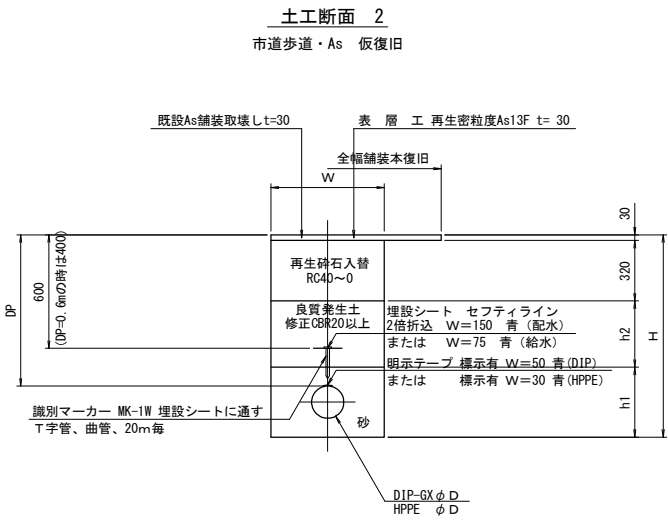 土工断面 2
市道歩道・As 仮復旧
既設As舗装取壊しt=30
表 層 工 再生密粒度As13F t= 30
全幅舗装本復旧
W
30
DP
600
(DP=0.6mの時は400)
再生砕石入替
RC40～0
320
H
良質発生土
修正CBR20以上
埋設シート セフティライン
2倍折込 W=150 青(配水)
または W=75 青(給水)
h2
明示テープ 標示有 W=50 青(DIP)
または 標示有 W=30 青(HPPE)
識別マーカー MK-1W 埋設シートに通す
T字管、曲管、20m毎
砂
h1
DIP-GXφD
HPPE φD